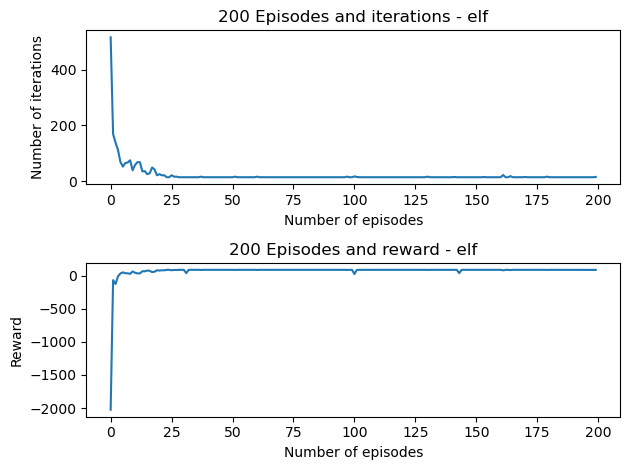 200 Episodes and iterations - elf
Number of iterations
400
200
0
0 25 50 75 100 125 150 175 200
Number of episodes
200 Episodes and reward - elf
Reward
0
−500
−1000
−1500
−2000
0 25 50 75 100 125 150 175 200
Number of episodes